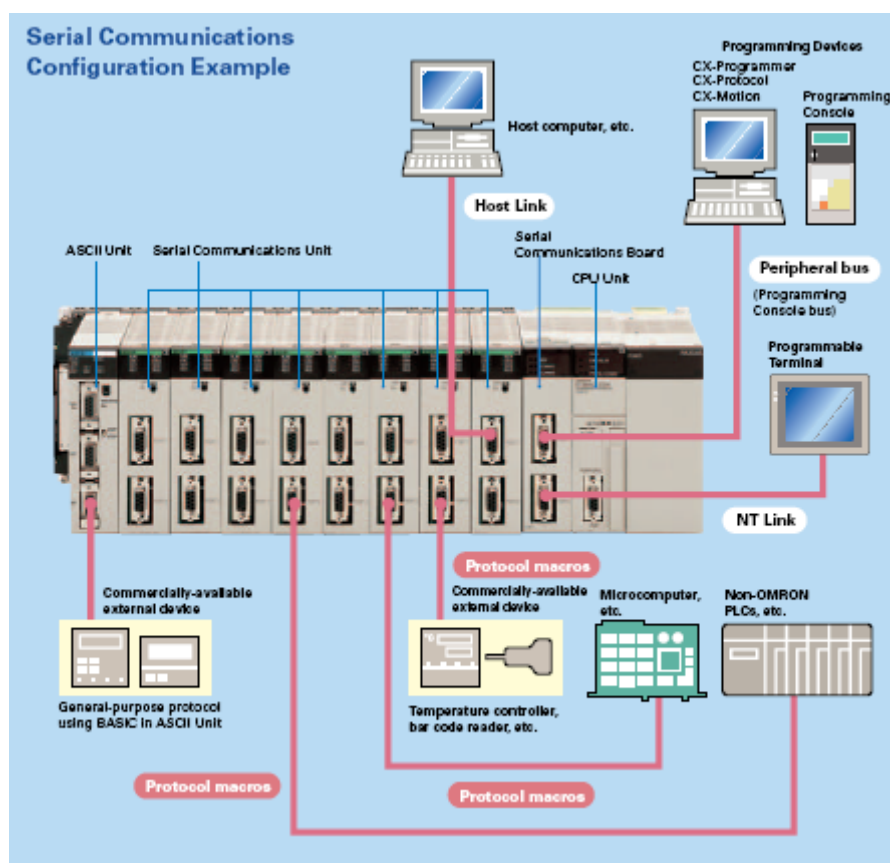 Serial Communications
Configuration Example
Programming Devices
CX-Programmer
CX-Protocol
CX-Motion
Programming
Console
Host computer, etc.
Host Link
ASCII Unit
Serial Communications Unit
Serial
Communications Board
CPU Unit
Peripheral bus
(Programming
Console bus)
Programmable
Terminal
NT Link
Protocol macros
Commercially-available
external device
Commercially-available
external device
Microcomputer,
etc.
Non-OMRON
PLCs, etc.
General-purpose protocol
using BASIC in ASCII Unit
Temperature controller,
bar code reader, etc.
Protocol macros
Protocol macros